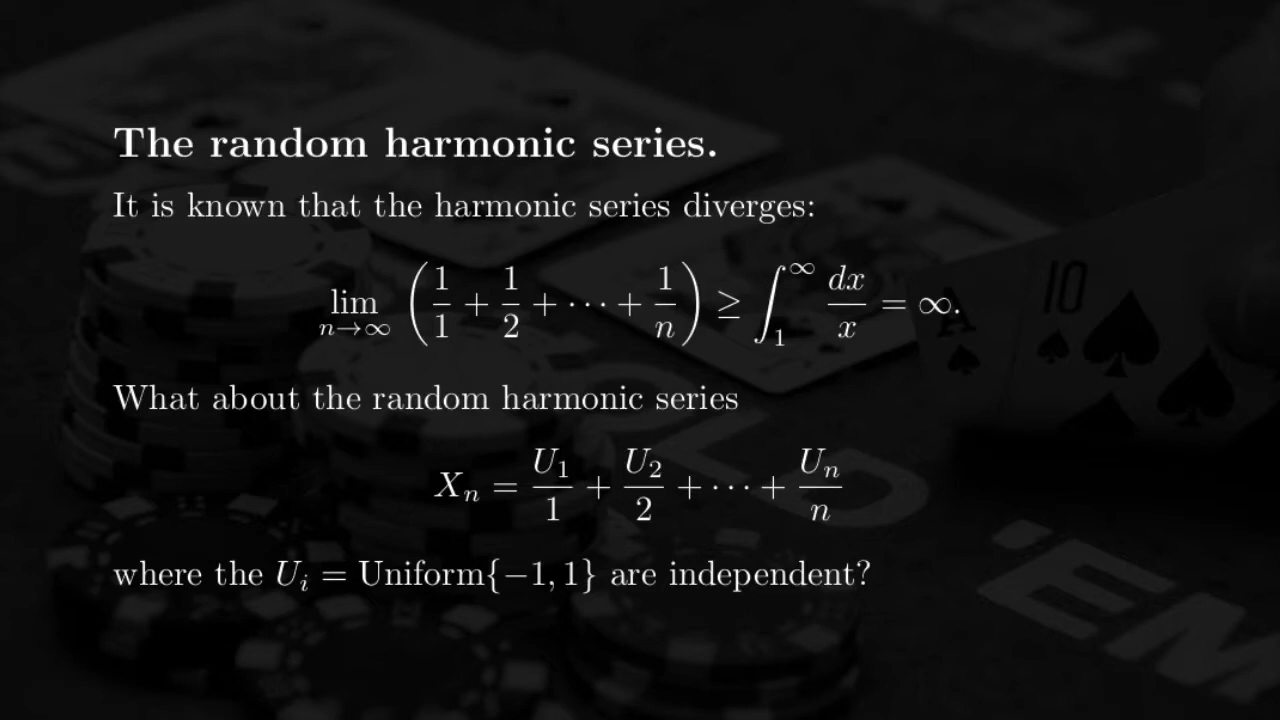 The random harmonic series.
It is known that the harmonic series diverges:
lim_{n→∞} (1/1 + 1/2 + ··· + 1/n) ≥ ∫_1^∞ dx/x = ∞.
What about the random harmonic series
X_n = U_1/1 + U_2/2 + ··· + U_n/n
where the U_i = Uniform{−1, 1} are independent?
10
A